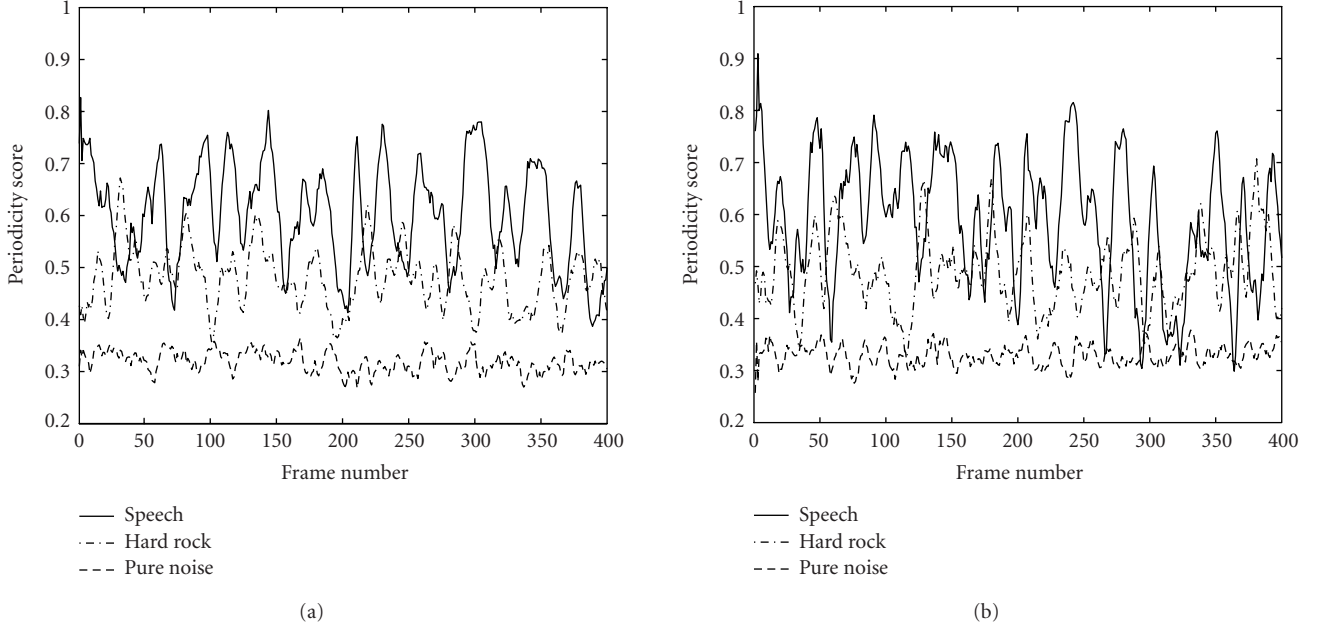 1
0.9
0.8
0.7
0.6
0.5
0.4
0.3
0.2
Periodicity score
0 50 100 150 200 250 300 350 400
Frame number
Speech
Hard rock
Pure noise
(a)
1
0.9
0.8
0.7
0.6
0.5
0.4
0.3
0.2
Periodicity score
0 50 100 150 200 250 300 350 400
Frame number
Speech
Hard rock
Pure noise
(b)